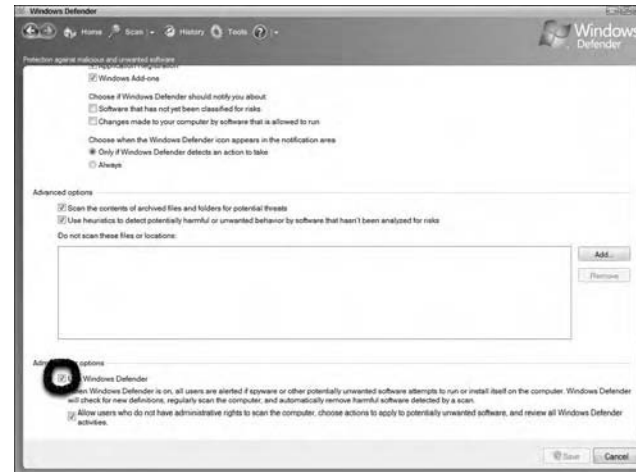 Windows Defender
Home Scan History Tools
Windows Defender
Protection against malicious and unwanted software
Application Registration
Windows Add-ons
Choose if Windows Defender should notify you about:
Software that has not yet been classified for risks
Changes made to your computer by software that is allowed to run
Choose when the Windows Defender icon appears in the notification area
Only if Windows Defender detects an action to take
Always
Advanced options
Scan the contents of archived files and folders for potential threats
Use heuristics to detect potentially harmful or unwanted behavior by software that hasn't been analyzed for risks
Do not scan these files or locations:
Add...
Remove
options
Windows Defender
Windows Defender is on, all users are alerted if spyware or other potentially unwanted software attempts to run or install itself on the computer. Windows Defender
will check for new definitions, regularly scan the computer, and automatically remove harmful software detected by a scan.
Allow users who do not have administrative rights to scan the computer, choose actions to apply to potentially unwanted software, and review all Windows Defender
activities.
Save Cancel